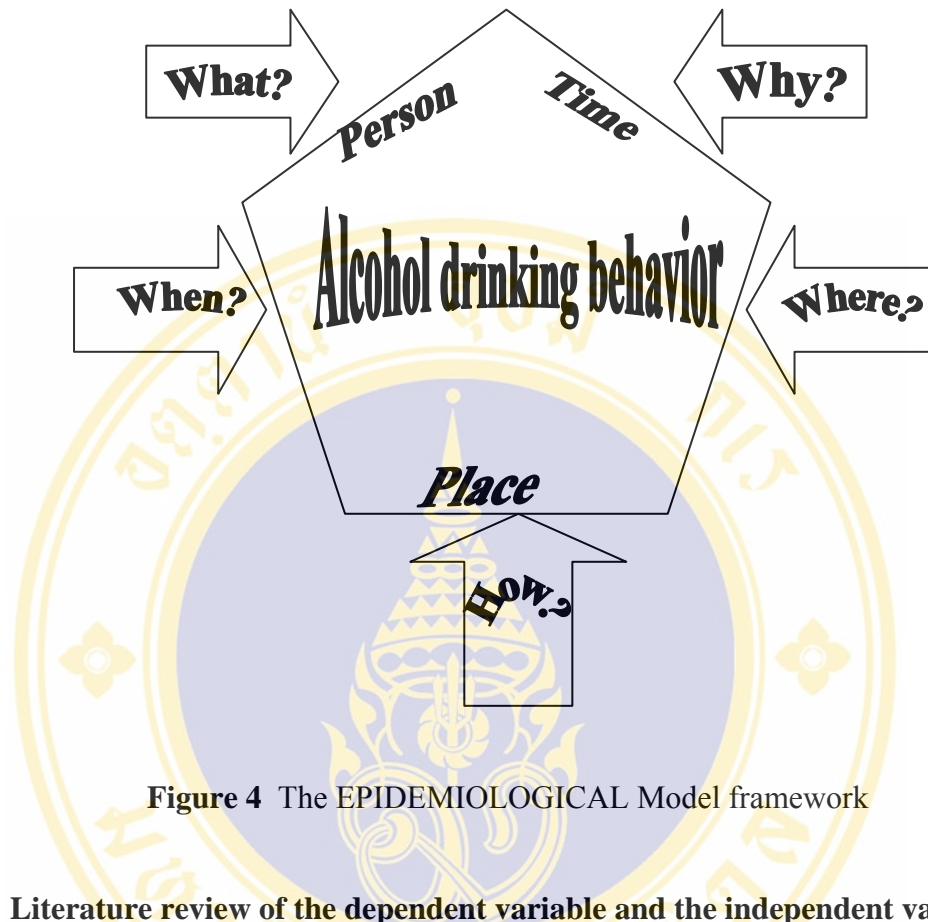 What?
Why?
Person
Time
Alcohol drinking behavior
When?
Where?
Place
How?
Figure 4 The EPIDEMIOLOGICAL Model framework
Literature review of the dependent variable and the independent va